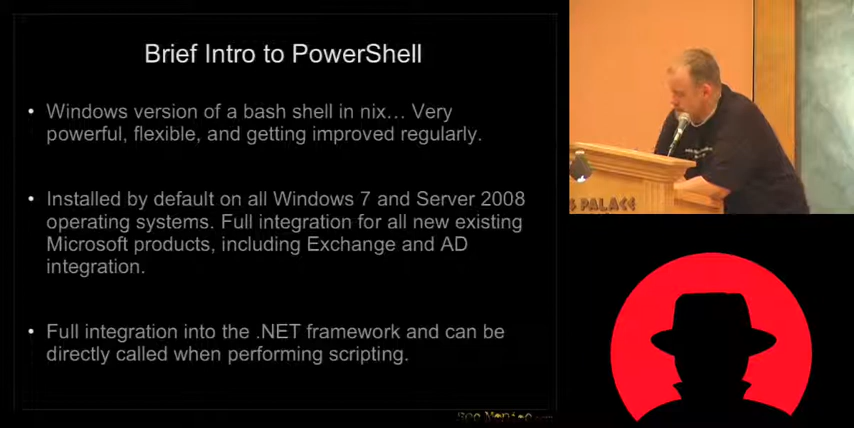 Brief Intro to PowerShell
• Windows version of a bash shell in nix… Very
powerful, flexible, and getting improved regularly.
• Installed by default on all Windows 7 and Server 2008
operating systems. Full integration for all new existing
Microsoft products, including Exchange and AD
integration.
• Full integration into the .NET framework and can be
directly called when performing scripting.
PALACE